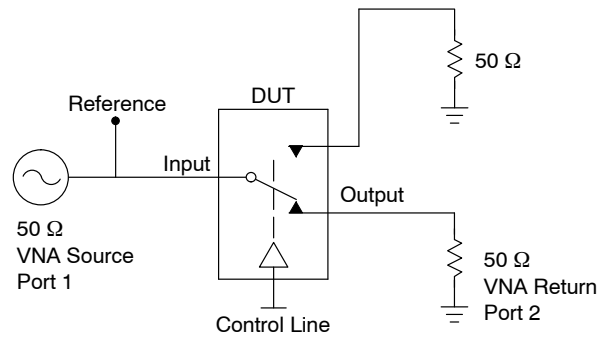 50 Ω
Reference
DUT
Input
Output
50 Ω
VNA Source
Port 1
50 Ω
VNA Return
Port 2
Control Line